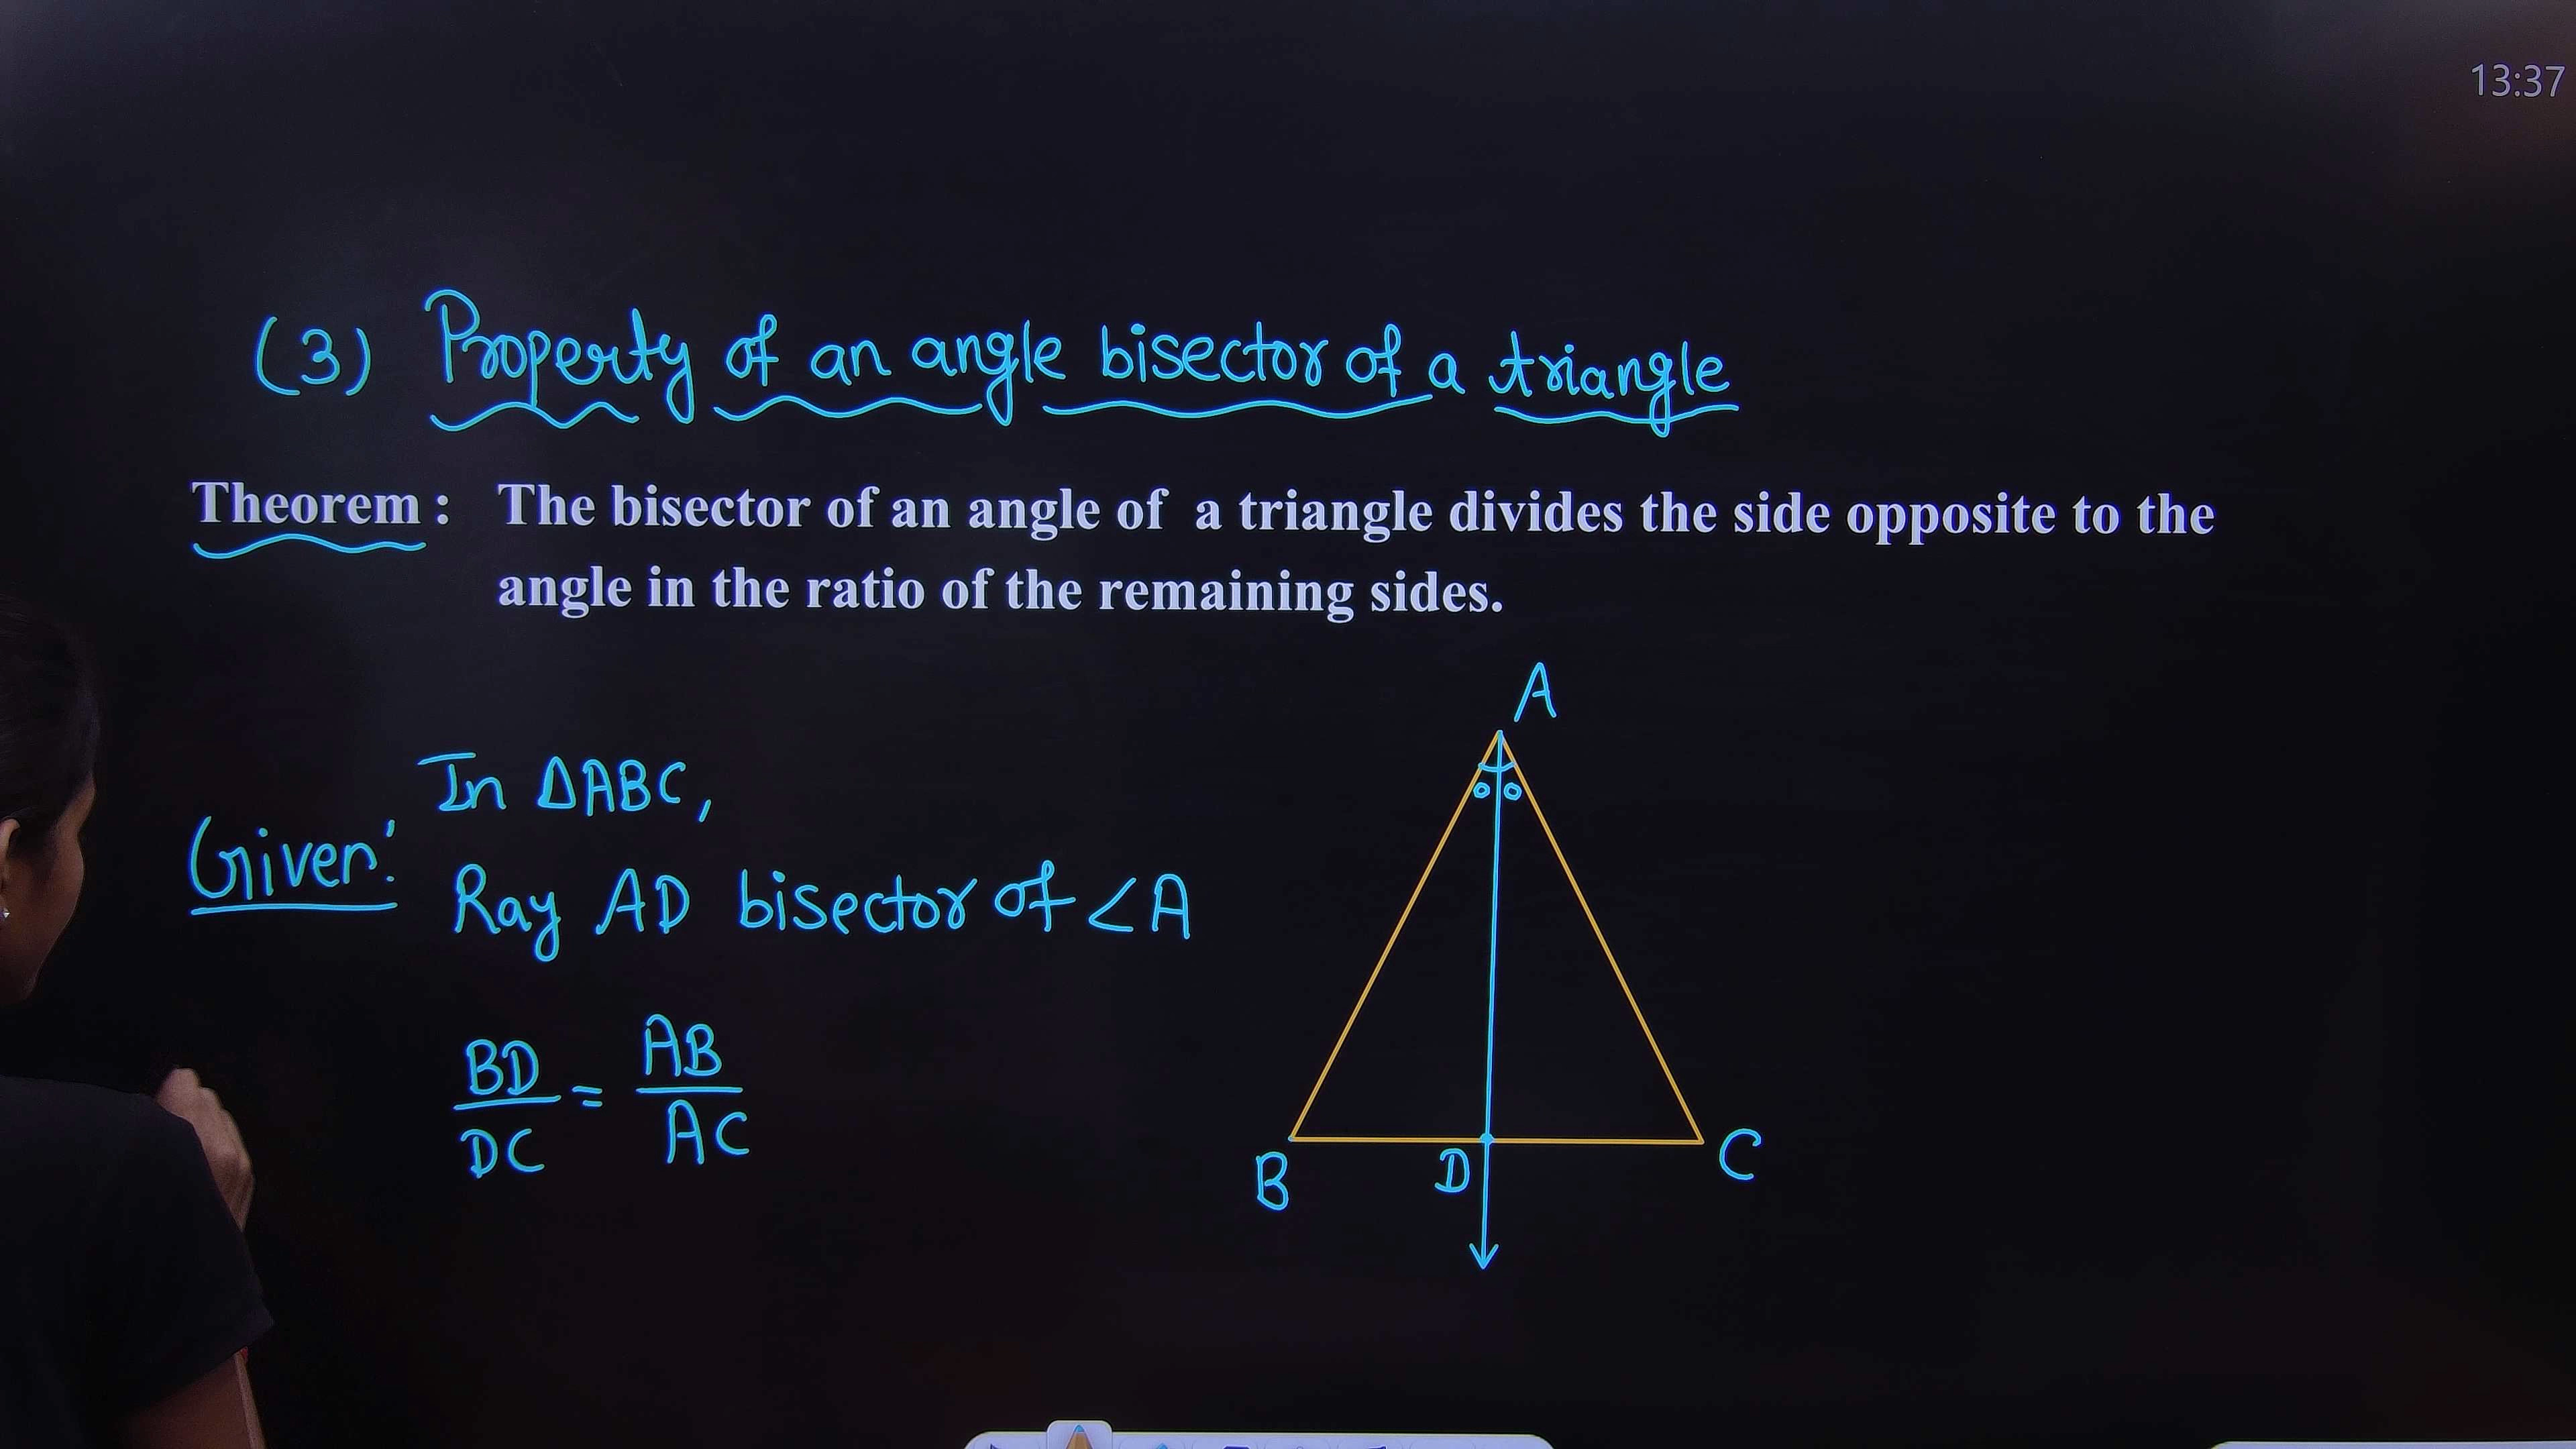 13:37
(3) Property of an angle bisector of a triangle
Theorem : The bisector of an angle of a triangle divides the side opposite to the
angle in the ratio of the remaining sides.
A
In ΔABC,
Given:
Ray AD bisector of ∠A
BD/DC = AB/AC
B D C